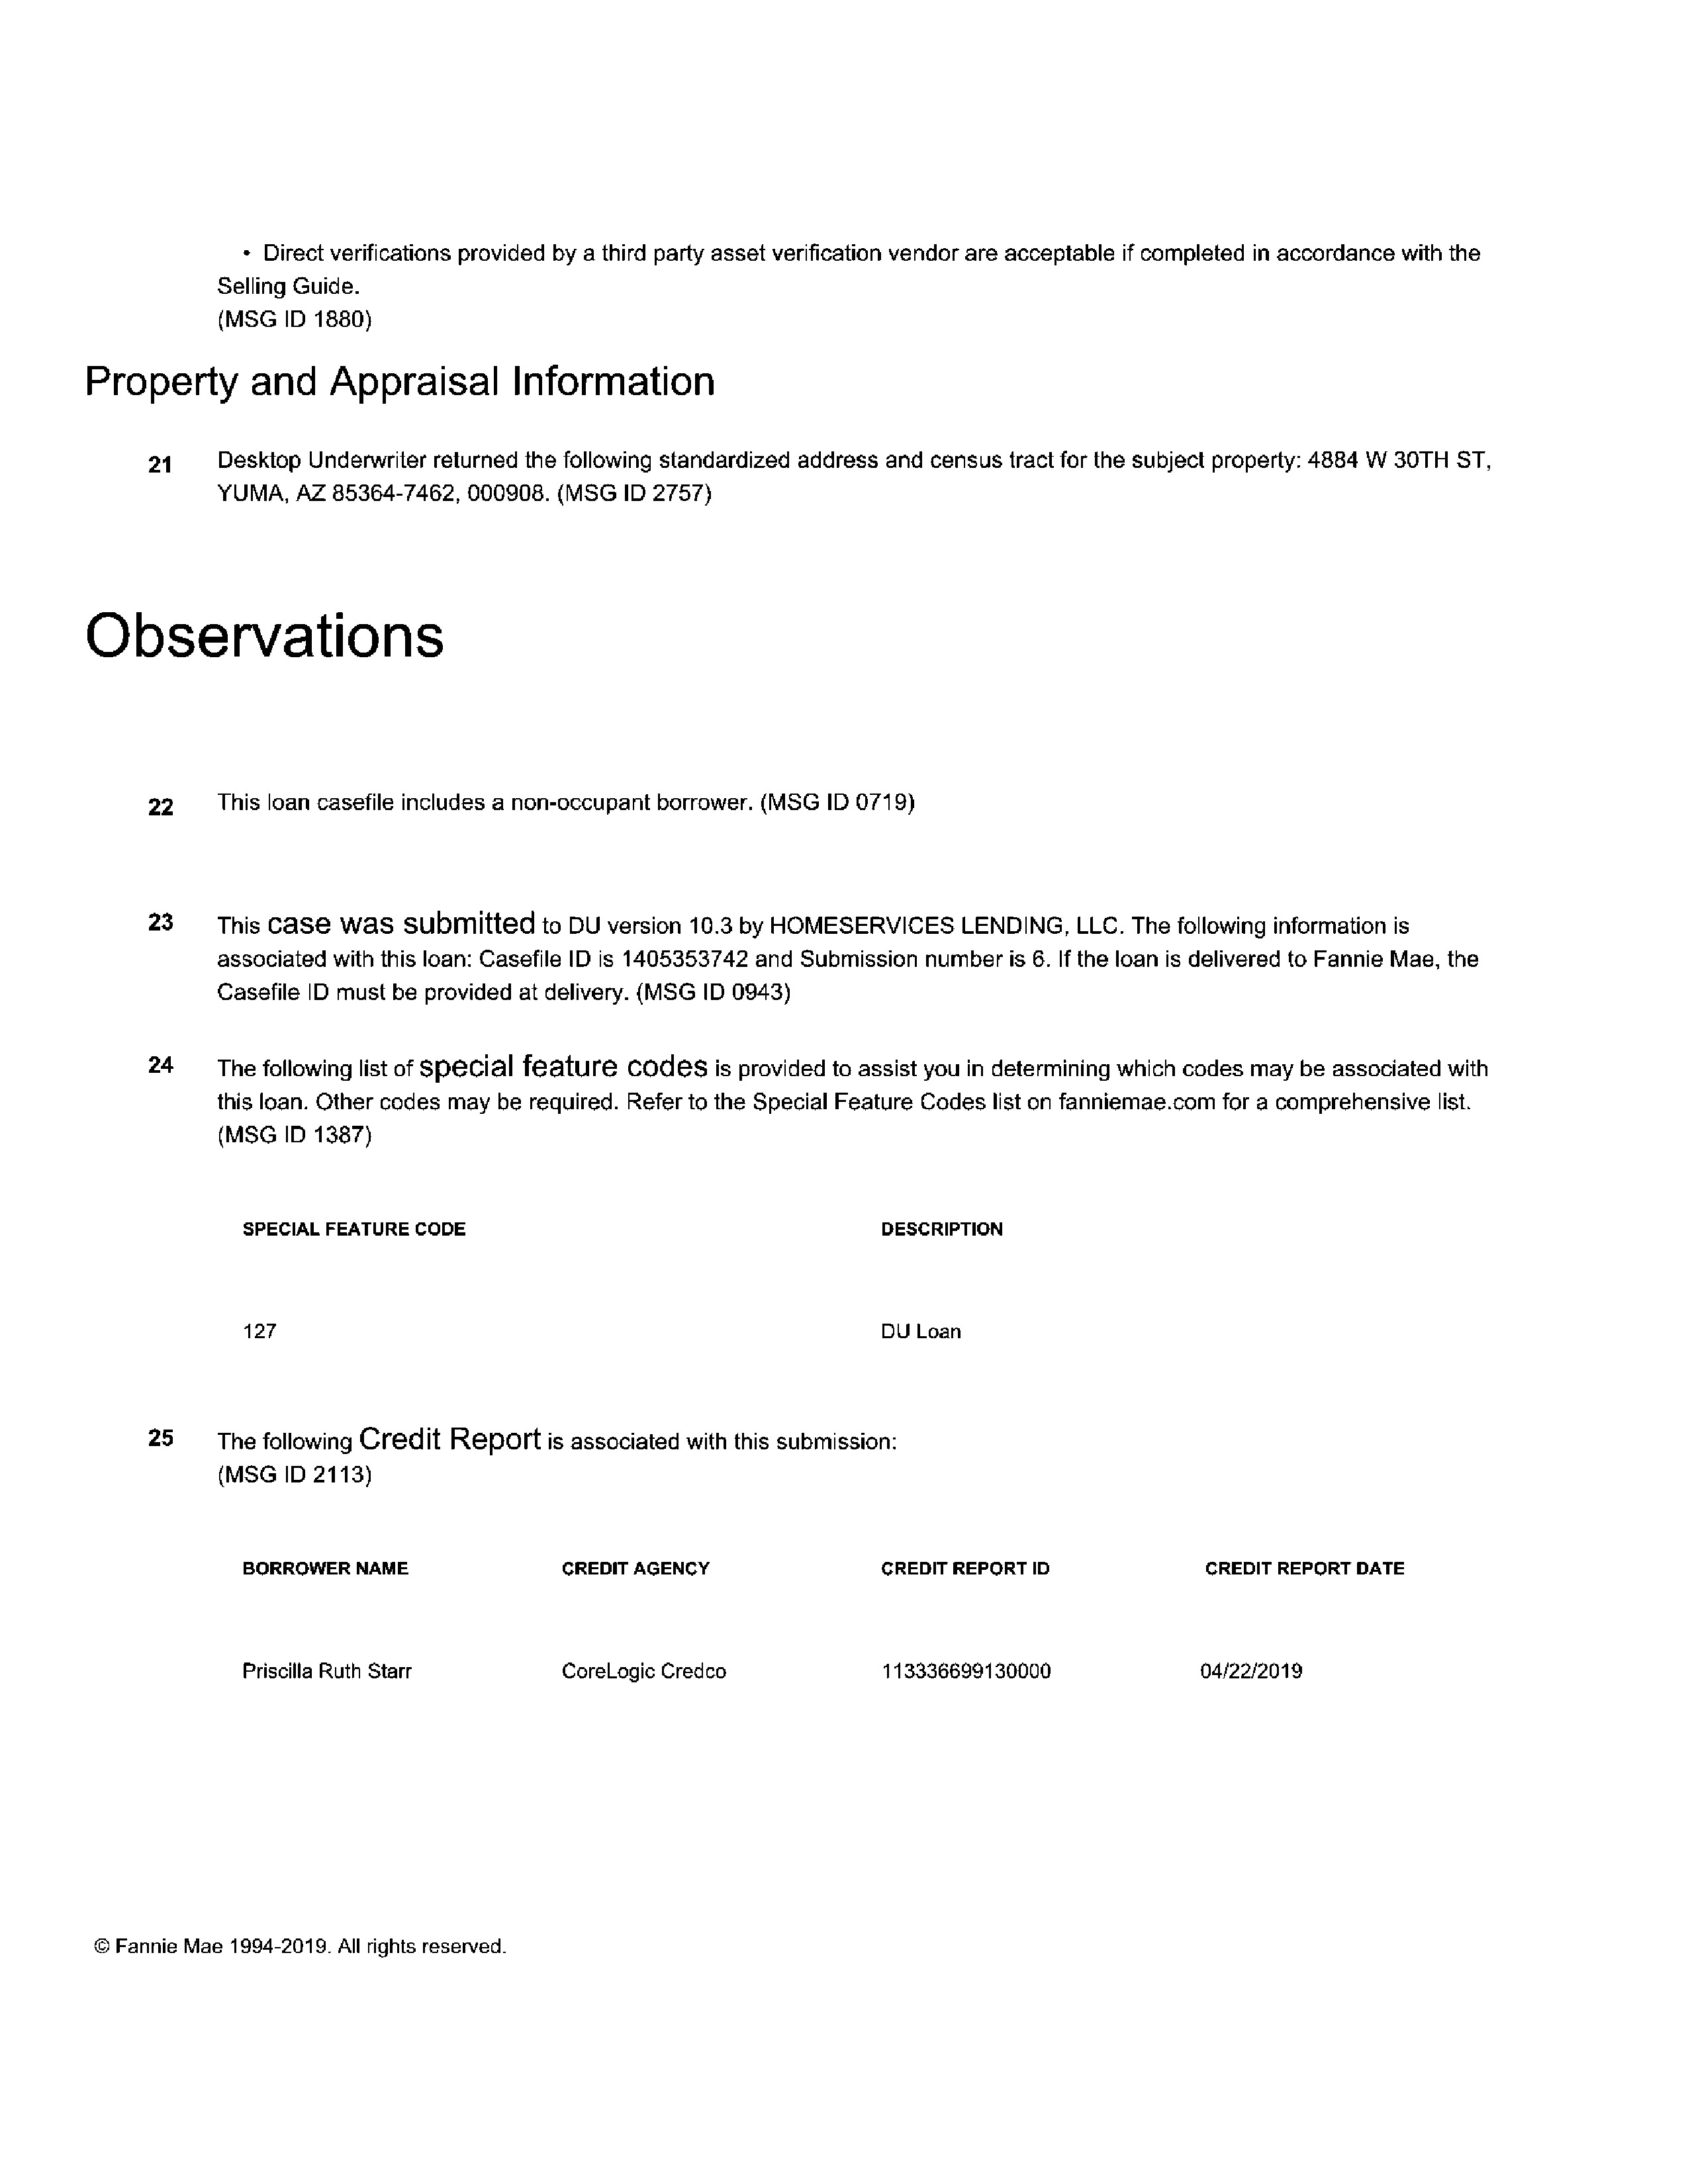 • Direct verifications provided by a third party asset verification vendor are acceptable if completed in accordance with the
Selling Guide.
(MSG ID 1880)
Property and Appraisal Information
21 Desktop Underwriter returned the following standardized address and census tract for the subject property: 4884 W 30TH ST,
YUMA, AZ 85364-7462, 000908. (MSG ID 2757)
Observations
22 This loan casefile includes a non-occupant borrower. (MSG ID 0719)
23 This case was submitted to DU version 10.3 by HOMESERVICES LENDING, LLC. The following information is
associated with this loan: Casefile ID is 1405353742 and Submission number is 6. If the loan is delivered to Fannie Mae, the
Casefile ID must be provided at delivery. (MSG ID 0943)
24 The following list of special feature codes is provided to assist you in determining which codes may be associated with
this loan. Other codes may be required. Refer to the Special Feature Codes list on fanniemae.com for a comprehensive list.
(MSG ID 1387)
SPECIAL FEATURE CODE DESCRIPTION
127 DU Loan
25 The following Credit Report is associated with this submission:
(MSG ID 2113)
BORROWER NAME CREDIT AGENCY CREDIT REPORT ID CREDIT REPORT DATE
Priscilla Ruth Starr CoreLogic Credco 113336699130000 04/22/2019
© Fannie Mae 1994-2019. All rights reserved.